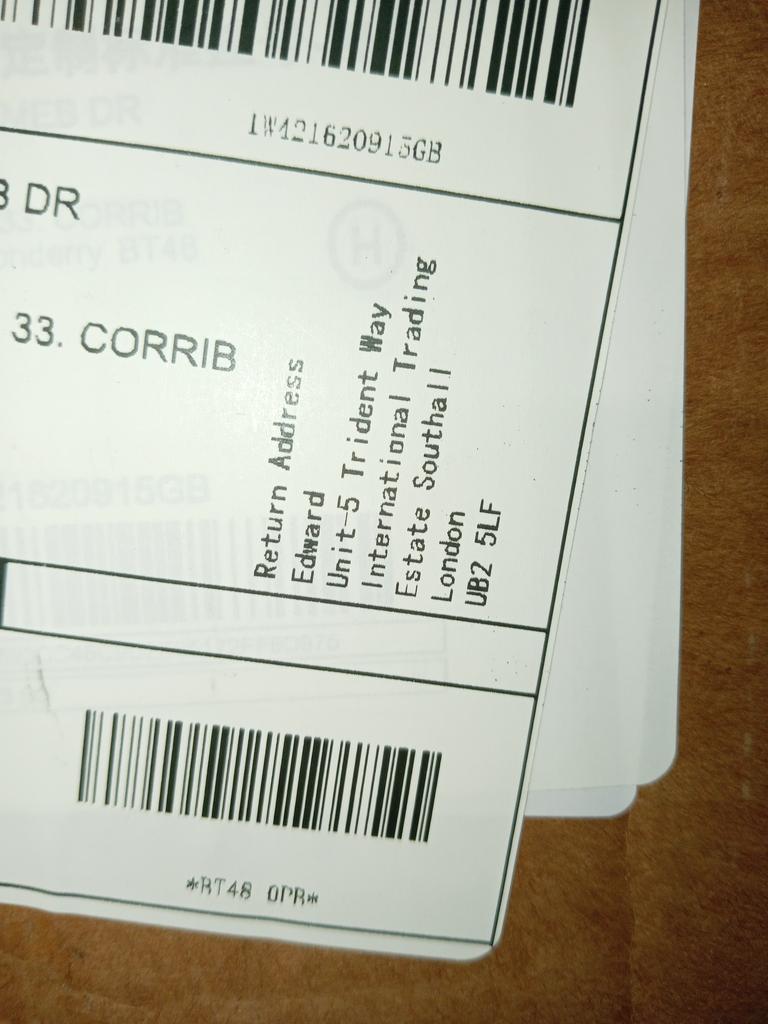 1W421620915GB
DR
33. CORRIB
Return Address
Edward
Unit-5 Trident Way
International Trading
Estate Southall
London
UB2 5LF
*BT48 0PR*